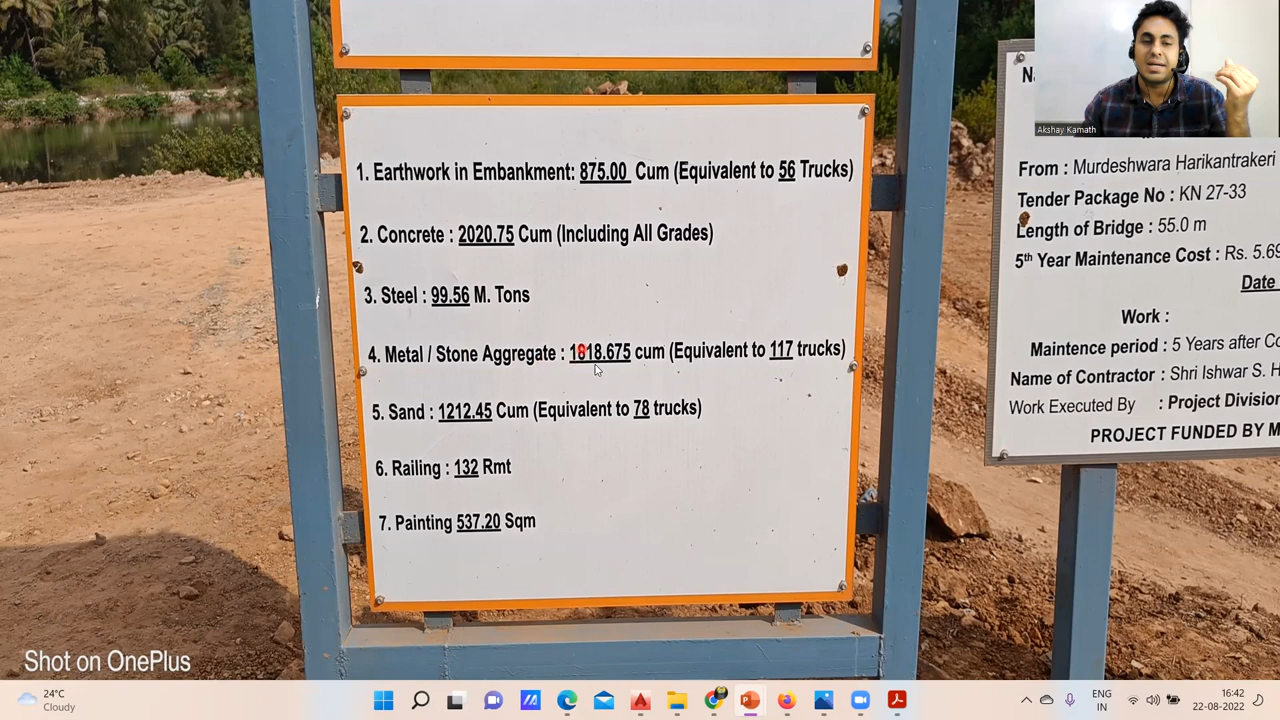 1. Earthwork in Embankment: 875.00 Cum (Equivalent to 56 Trucks)
2. Concrete : 2020.75 Cum (Including All Grades)
3. Steel : 99.56 M. Tons
4. Metal / Stone Aggregate : 1818.675 cum (Equivalent to 117 trucks)
5. Sand : 1212.45 Cum (Equivalent to 78 trucks)
6. Railing : 132 Rmt
7. Painting 537.20 Sqm
From : Murdeshwara Harikantrakeri
Tender Package No : KN 27-33
Length of Bridge : 55.0 m
5th Year Maintenance Cost : Rs. 5.69
Date
Work :
Maintence period : 5 Years after
Name of Contractor : Shri Ishwar S.
Work Executed By : Project Division
PROJECT FUNDED BY
Akshay Kamath
Shot on OnePlus
24°C
Cloudy
ENG
IN
16:42
22-08-2022